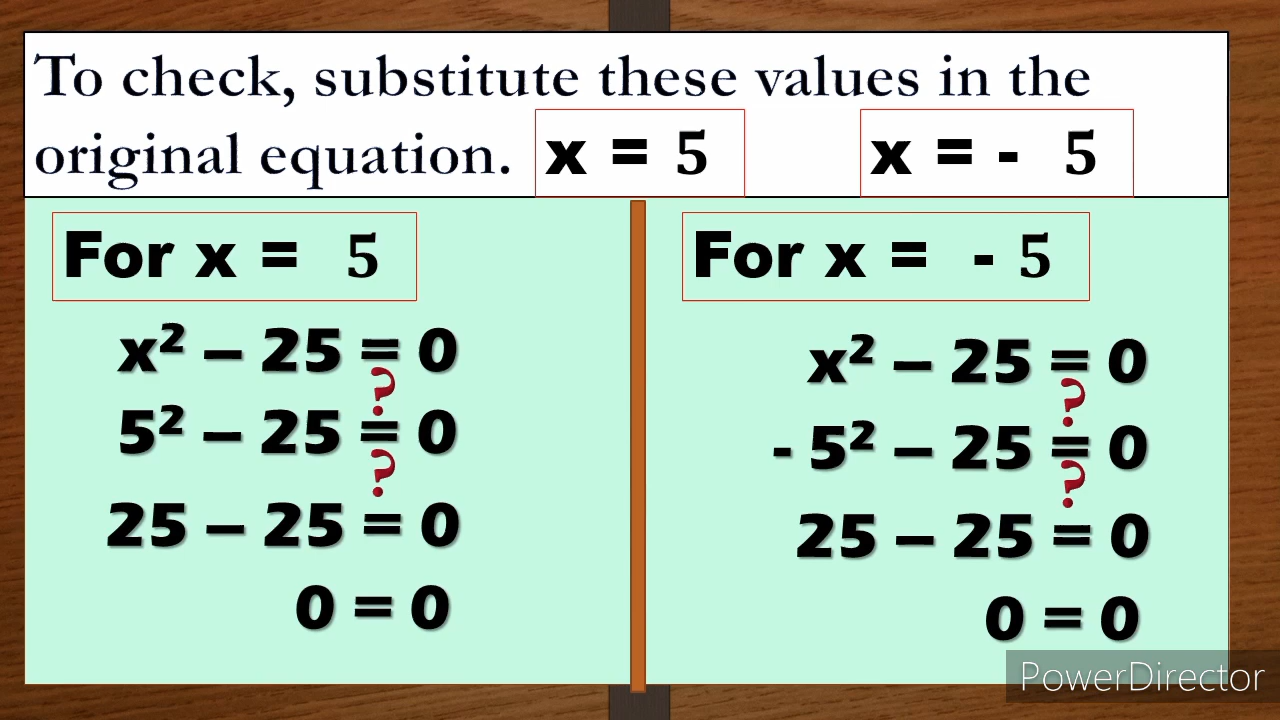 To check, substitute these values in the
original equation. x = 5 x = - 5
For x = 5
x² – 25 = 0
?
5² – 25 = 0
?
25 – 25 = 0
0 = 0
For x = - 5
x² – 25 = 0
?
- 5² – 25 = 0
?
25 – 25 = 0
0 = 0
PowerDirector